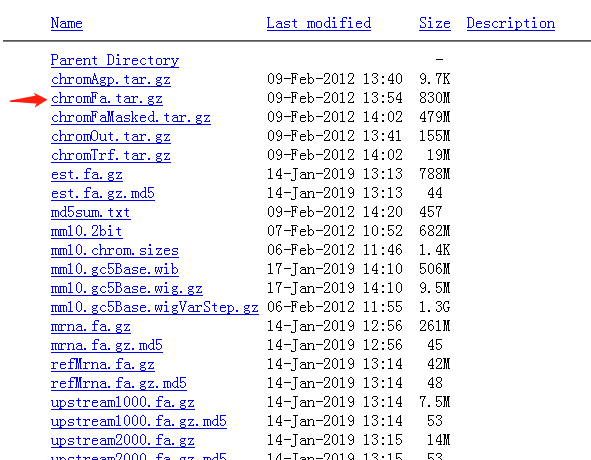 Name Last modified Size Description
Parent Directory -
chromAgp.tar.gz 09-Feb-2012 13:40 9.7K
chromFa.tar.gz 09-Feb-2012 13:54 830M
chromFaMasked.tar.gz 09-Feb-2012 14:02 479M
chromOut.tar.gz 09-Feb-2012 13:41 155M
chromTrf.tar.gz 09-Feb-2012 14:02 19M
est.fa.gz 14-Jan-2019 13:13 788M
est.fa.gz.md5 14-Jan-2019 13:13 44
md5sum.txt 09-Feb-2012 14:20 457
mm10.2bit 07-Feb-2012 10:52 682M
mm10.chrom.sizes 06-Feb-2012 11:46 1.4K
mm10.gc5Base.wib 17-Jan-2019 14:10 506M
mm10.gc5Base.wig.gz 17-Jan-2019 14:10 9.5M
mm10.gc5Base.wigVarStep.gz 06-Feb-2012 11:55 1.3G
mrna.fa.gz 14-Jan-2019 12:56 261M
mrna.fa.gz.md5 14-Jan-2019 12:56 45
refMrna.fa.gz 14-Jan-2019 13:14 42M
refMrna.fa.gz.md5 14-Jan-2019 13:14 48
upstream1000.fa.gz 14-Jan-2019 13:14 7.5M
upstream1000.fa.gz.md5 14-Jan-2019 13:14 53
upstream2000.fa.gz 14-Jan-2019 13:15 14M
upstream2000.fa.gz.md5 14-Jan-2019 13:15 53